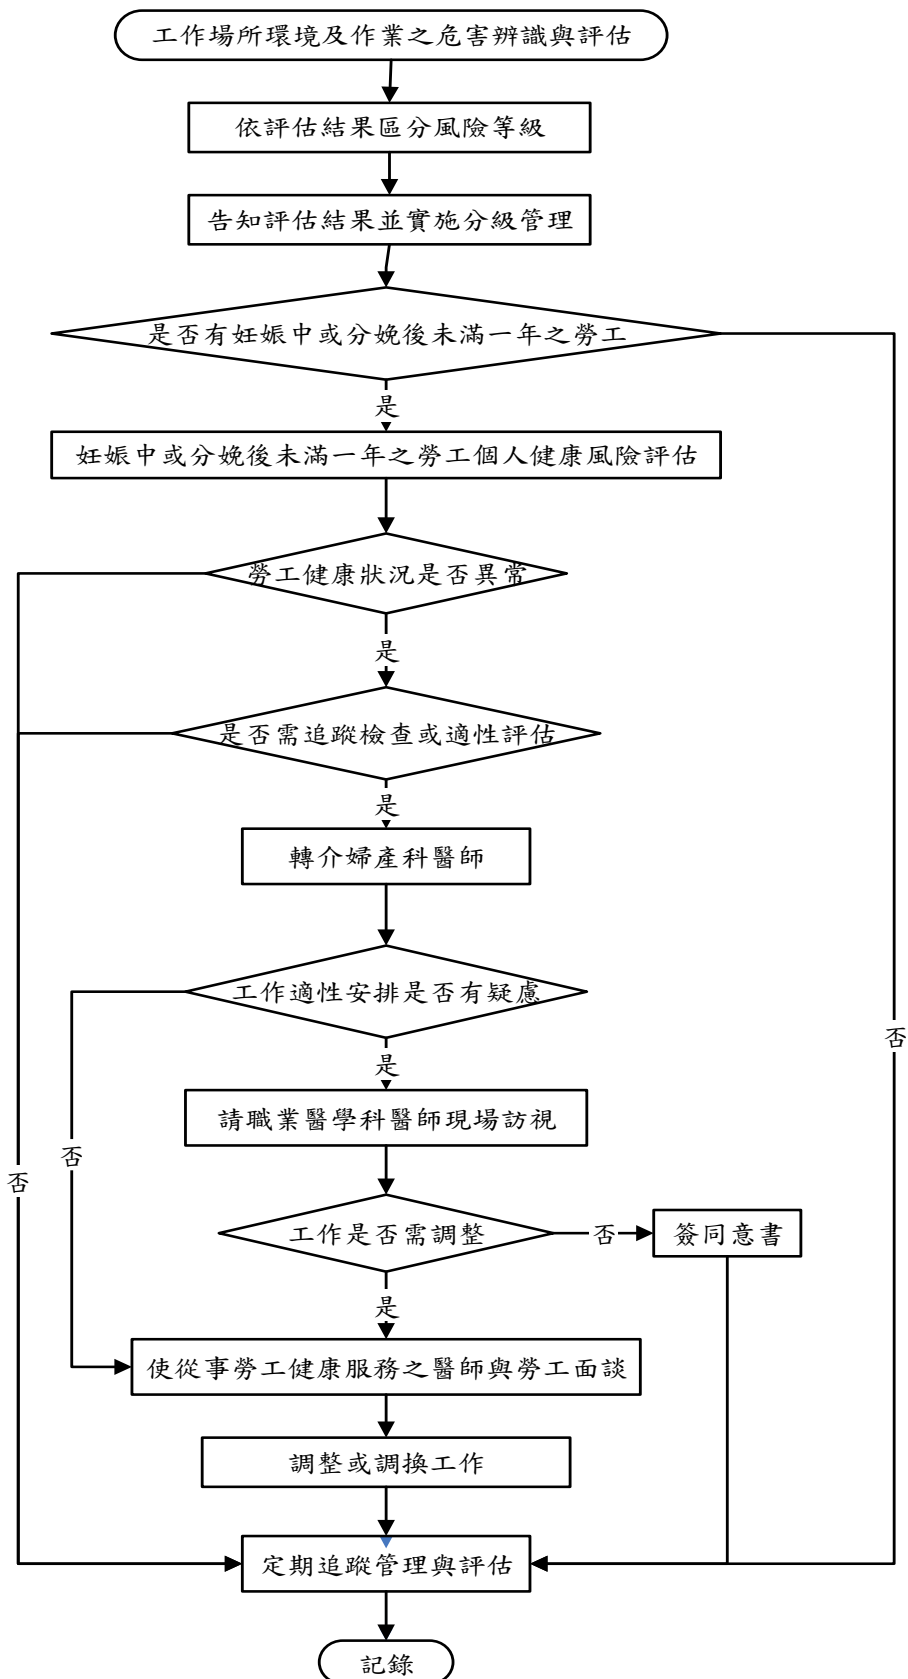 工作場所環境及作業之危害辨識與評估
依評估結果區分風險等級
告知評估結果並實施分級管理
是否有妊娠中或分娩後未滿一年之勞工
是
妊娠中或分娩後未滿一年之勞工個人健康風險評估
勞工健康狀況是否異常
是
是否需追蹤檢查或適性評估
是
轉介婦產科醫師
工作適性安排是否有疑慮
否
是
請職業醫學科醫師現場訪視
否
否
工作是否需調整
否
簽同意書
是
使從事勞工健康服務之醫師與勞工面談
調整或調換工作
定期追蹤管理與評估
記錄